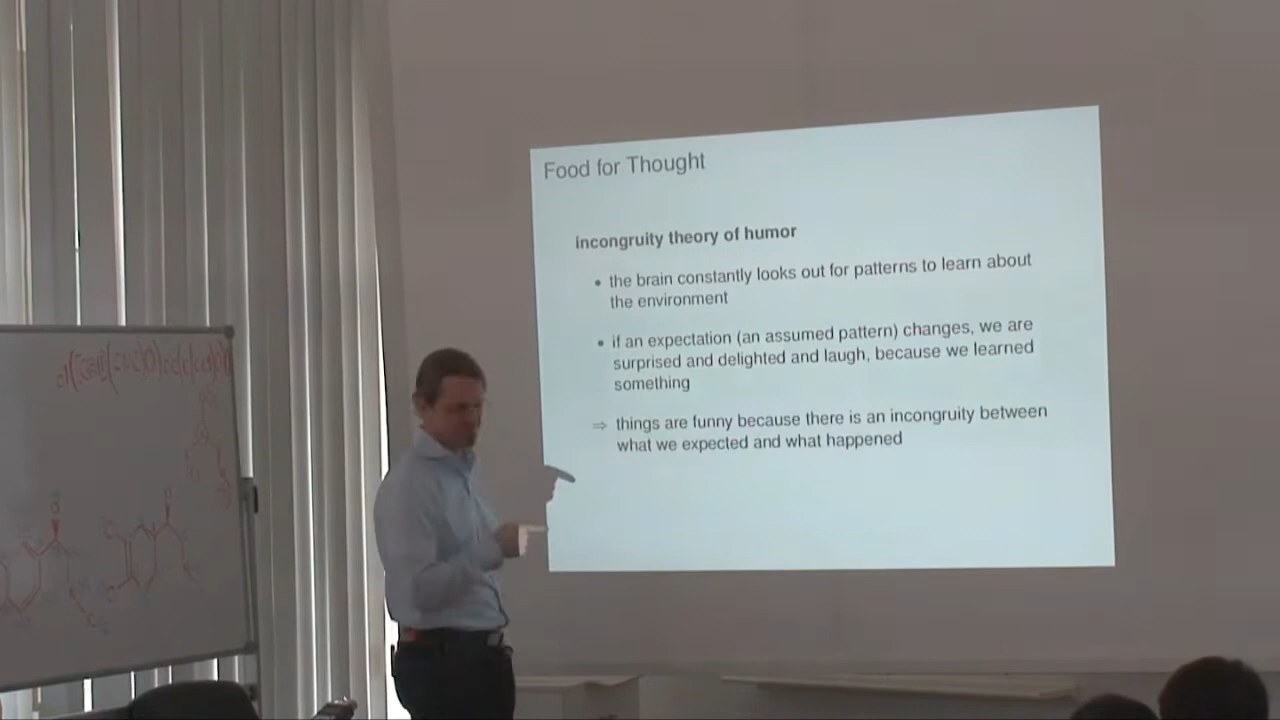 Food for Thought
incongruity theory of humor
• the brain constantly looks out for patterns to learn about
the environment
• if an expectation (an assumed pattern) changes, we are
surprised and delighted and laugh, because we learned
something
⇒ things are funny because there is an incongruity between
what we expected and what happened